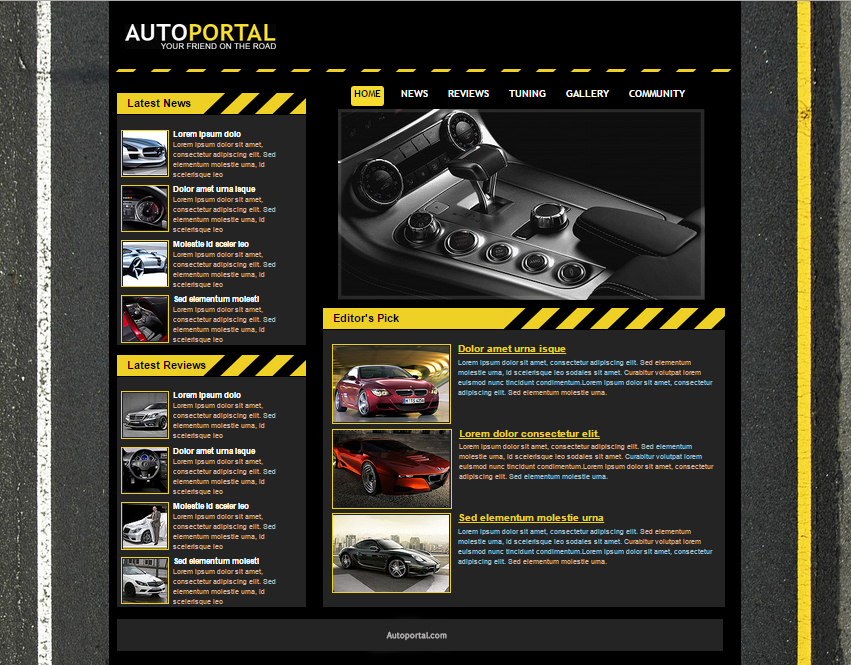 AUTOPORTAL
YOUR FRIEND ON THE ROAD
HOME NEWS REVIEWS TUNING GALLERY COMMUNITY
Latest News
Lorem ipsum dolo
Lorem ipsum dolor sit amet,
consectetur adipiscing elit. Sed
elementum molestie urna, id
scelerisque leo
Dolor amet urna isque
Lorem ipsum dolor sit amet,
consectetur adipiscing elit. Sed
elementum molestie urna, id
scelerisque leo
Molestie id sceler leo
Lorem ipsum dolor sit amet,
consectetur adipiscing elit. Sed
elementum molestie urna, id
scelerisque leo
Sed elementum molesti
Lorem ipsum dolor sit amet,
consectetur adipiscing elit. Sed
elementum molestie urna, id
scelerisque leo
Latest Reviews
Lorem ipsum dolo
Lorem ipsum dolor sit amet,
consectetur adipiscing elit. Sed
elementum molestie urna, id
scelerisque leo
Dolor amet urna isque
Lorem ipsum dolor sit amet,
consectetur adipiscing elit. Sed
elementum molestie urna, id
scelerisque leo
Molestie id sceler leo
Lorem ipsum dolor sit amet,
consectetur adipiscing elit. Sed
elementum molestie urna, id
scelerisque leo
Sed elementum molesti
Lorem ipsum dolor sit amet,
consectetur adipiscing elit. Sed
elementum molestie urna, id
scelerisque leo
Editor's Pick
Dolor amet urna isque
Lorem ipsum dolor sit amet, consectetur adipiscing elit. Sed elementum
molestie urna, id scelerisque leo sodales sit amet. Curabitur volutpat lorem
euismod nunc tincidunt condimentum.Lorem ipsum dolor sit amet, consectetur
adipiscing elit. Sed elementum molestie urna.
Lorem dolor consectetur elit.
Lorem ipsum dolor sit amet, consectetur adipiscing elit. Sed elementum
molestie urna, id scelerisque leo sodales sit amet. Curabitur volutpat lorem
euismod nunc tincidunt condimentum.Lorem ipsum dolor sit amet, consectetur
adipiscing elit. Sed elementum molestie urna.
Sed elementum molestie urna
Lorem ipsum dolor sit amet, consectetur adipiscing elit. Sed elementum
molestie urna, id scelerisque leo sodales sit amet. Curabitur volutpat lorem
euismod nunc tincidunt condimentum.Lorem ipsum dolor sit amet, consectetur
adipiscing elit. Sed elementum molestie urna.
Autoportal.com